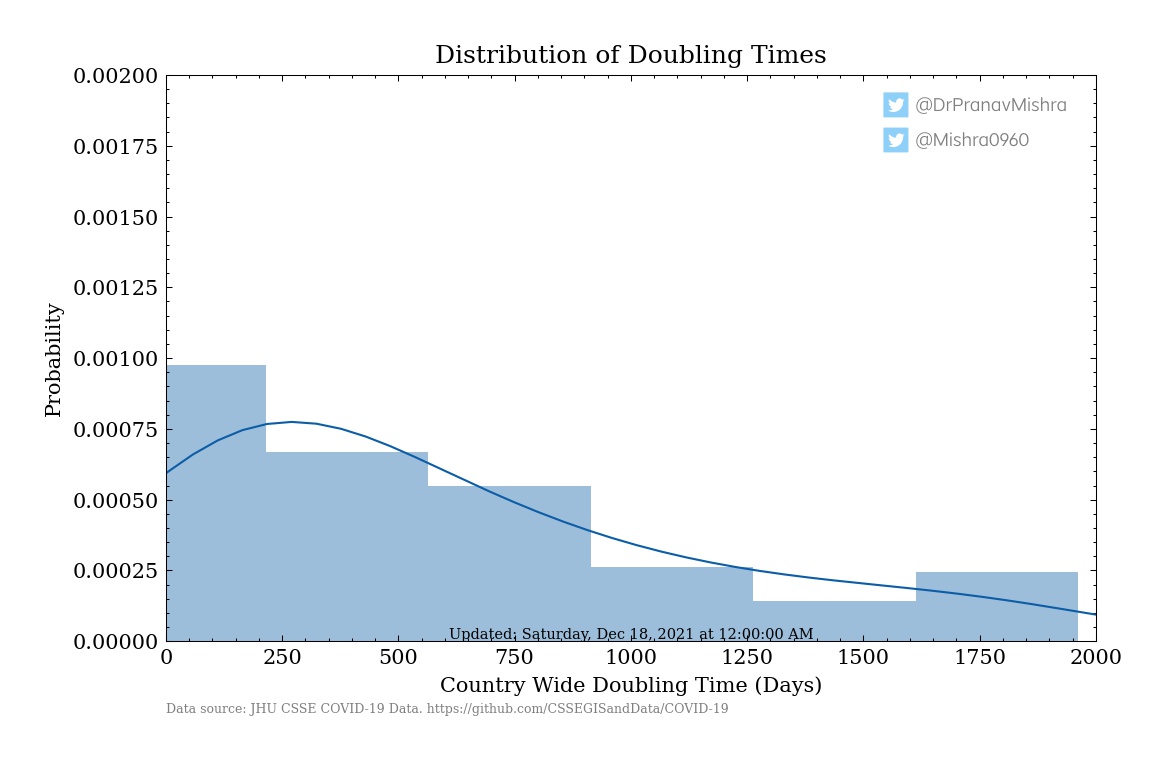 Distribution of Doubling Times
0.00200
@DrPranavMishra
@Mishra0960
0.00175
0.00150
0.00125
0.00100
0.00075
0.00050
0.00025
0.00000
Probability
Updated: Saturday, Dec 18, 2021 at 12:00:00 AM
0 250 500 750 1000 1250 1500 1750 2000
Country Wide Doubling Time (Days)
Data source: JHU CSSE COVID-19 Data. https://github.com/CSSEGISandData/COVID-19